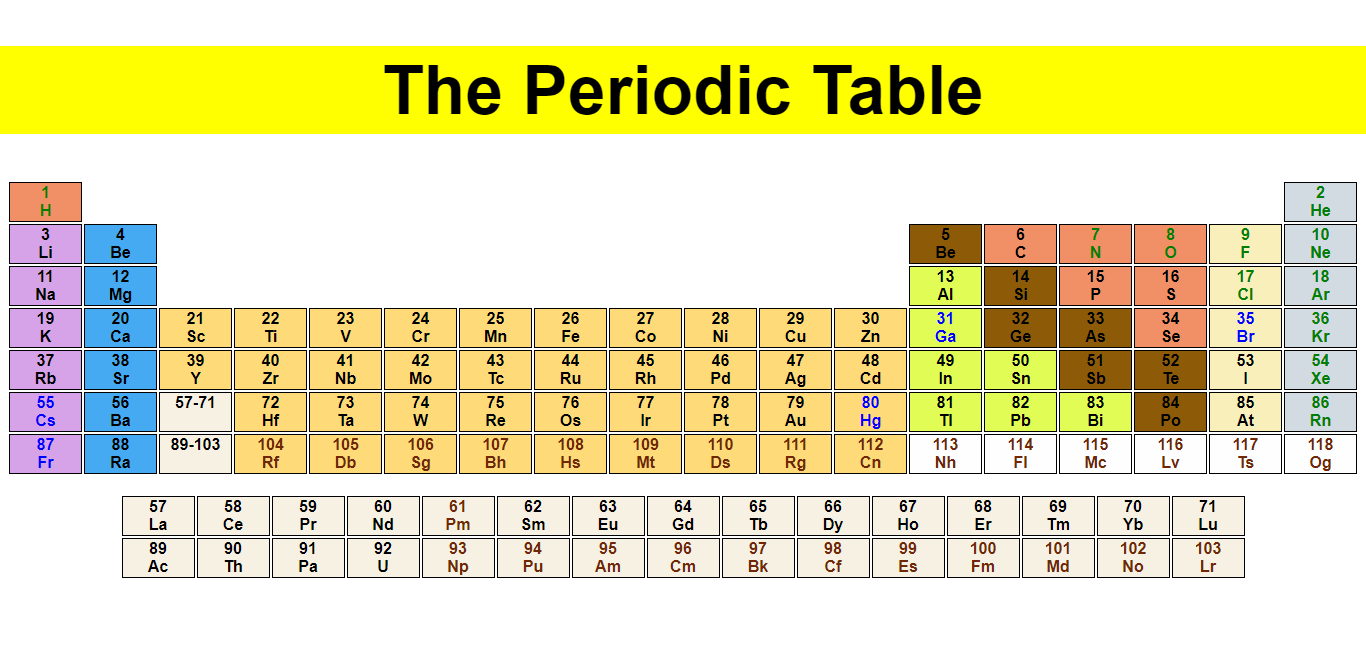 The Periodic Table
1 2
H He
3 4 5 6 7 8 9 10
Li Be Be C N O F Ne
11 12 13 14 15 16 17 18
Na Mg Al Si P S Cl Ar
19 20 21 22 23 24 25 26 27 28 29 30 31 32 33 34 35 36
K Ca Sc Ti V Cr Mn Fe Co Ni Cu Zn Ga Ge As Se Br Kr
37 38 39 40 41 42 43 44 45 46 47 48 49 50 51 52 53 54
Rb Sr Y Zr Nb Mo Tc Ru Rh Pd Ag Cd In Sn Sb Te I Xe
55 56 57-71 72 73 74 75 76 77 78 79 80 81 82 83 84 85 86
Cs Ba Hf Ta W Re Os Ir Pt Au Hg Tl Pb Bi Po At Rn
87 88 89-103 104 105 106 107 108 109 110 111 112 113 114 115 116 117 118
Fr Ra Rf Db Sg Bh Hs Mt Ds Rg Cn Nh Fl Mc Lv Ts Og
57 58 59 60 61 62 63 64 65 66 67 68 69 70 71
La Ce Pr Nd Pm Sm Eu Gd Tb Dy Ho Er Tm Yb Lu
89 90 91 92 93 94 95 96 97 98 99 100 101 102 103
Ac Th Pa U Np Pu Am Cm Bk Cf Es Fm Md No Lr